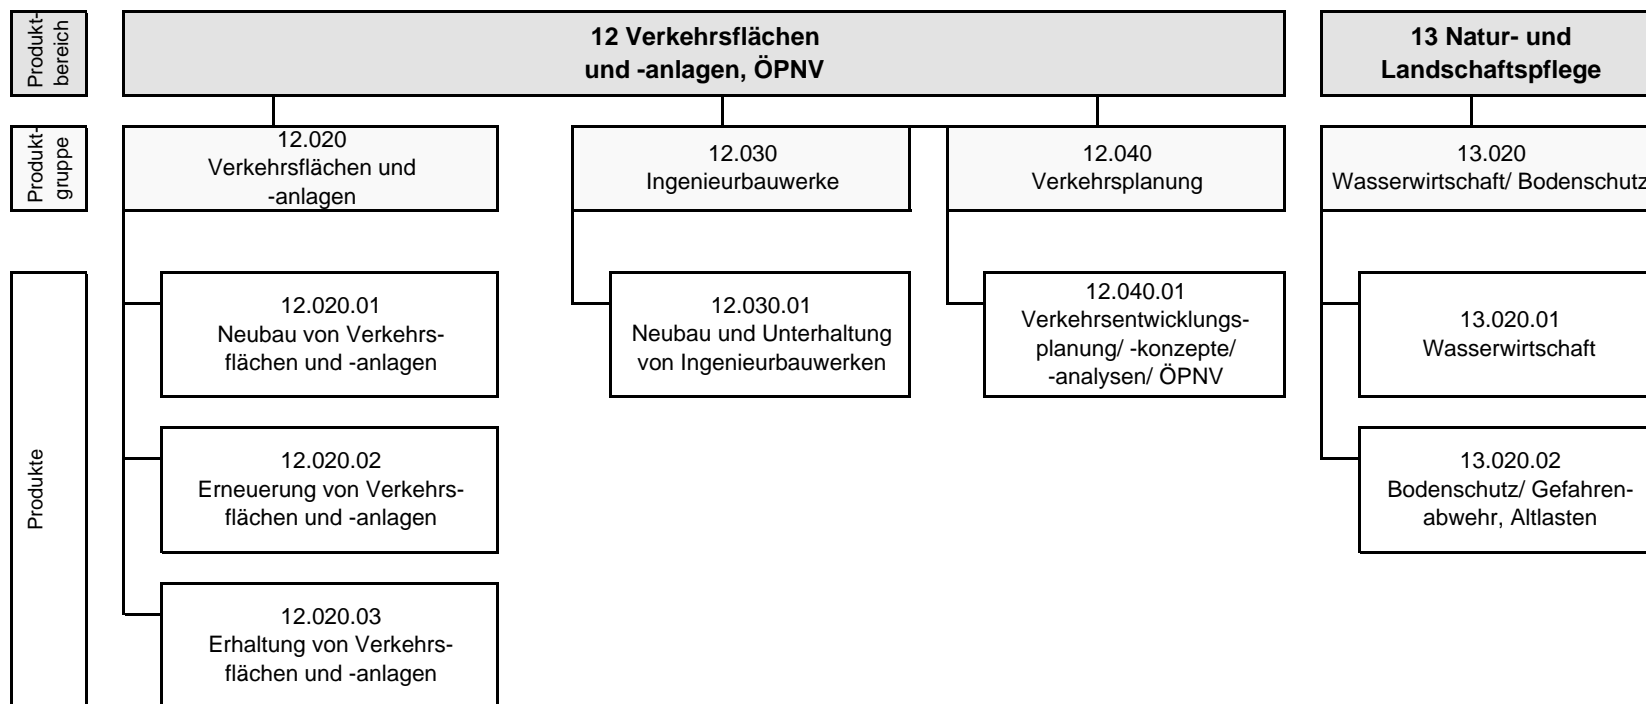 Produkt-
bereich
12 Verkehrsflächen
und -anlagen, ÖPNV
13 Natur- und
Landschaftspflege
Produkt-
gruppe
12.020
Verkehrsflächen und
-anlagen
12.030
Ingenieurbauwerke
12.040
Verkehrsplanung
13.020
Wasserwirtschaft/ Bodenschutz
Produkte
12.020.01
Neubau von Verkehrs-
flächen und -anlagen
12.030.01
Neubau und Unterhaltung
von Ingenieurbauwerken
12.040.01
Verkehrsentwicklungs-
planung/ -konzepte/
-analysen/ ÖPNV
13.020.01
Wasserwirtschaft
12.020.02
Erneuerung von Verkehrs-
flächen und -anlagen
13.020.02
Bodenschutz/ Gefahren-
abwehr, Altlasten
12.020.03
Erhaltung von Verkehrs-
flächen und -anlagen